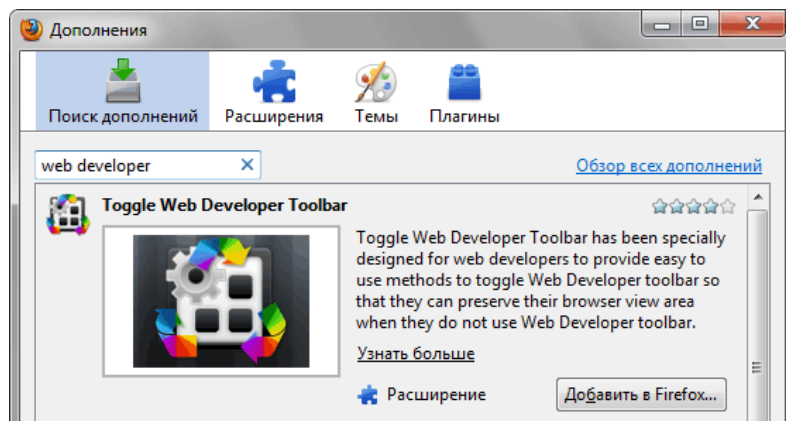 Дополнения
Поиск дополнений Расширения Темы Плагины
web developer Обзор всех дополнений
Toggle Web Developer Toolbar
Toggle Web Developer Toolbar has been specially
designed for web developers to provide easy to
use methods to toggle Web Developer toolbar so
that they can preserve their browser view area
when they do not use Web Developer toolbar.
Узнать больше
Расширение Добавить в Firefox...